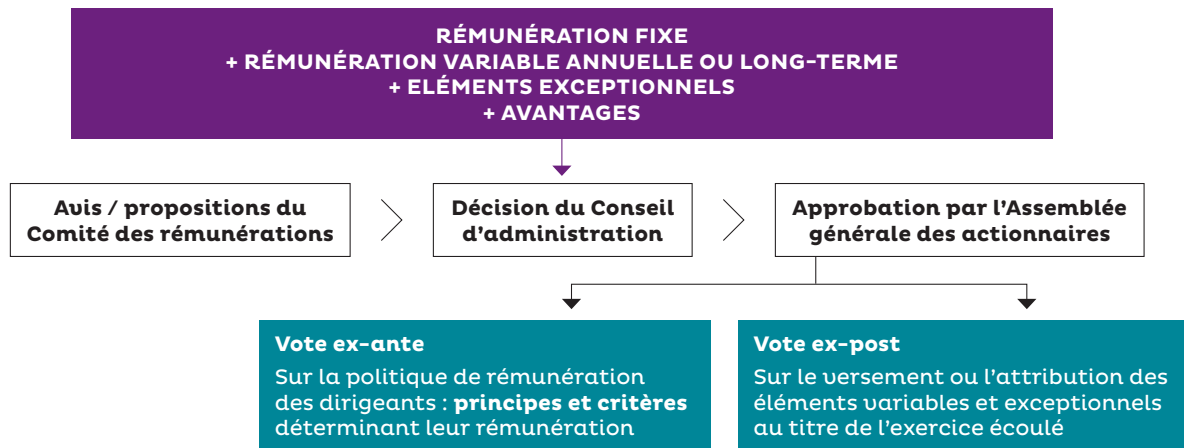 RÉMUNÉRATION FIXE
+ RÉMUNÉRATION VARIABLE ANNUELLE OU LONG-TERME
+ ELÉMENTS EXCEPTIONNELS
+ AVANTAGES
Avis / propositions du
Comité des rémunérations
Décision du Conseil
d'administration
Approbation par l'Assemblée
générale des actionnaires
Vote ex-ante
Sur la politique de rémunération
des dirigeants : principes et critères
déterminant leur rémunération
Vote ex-post
Sur le versement ou l'attribution des
éléments variables et exceptionnels
au titre de l'exercice écoulé